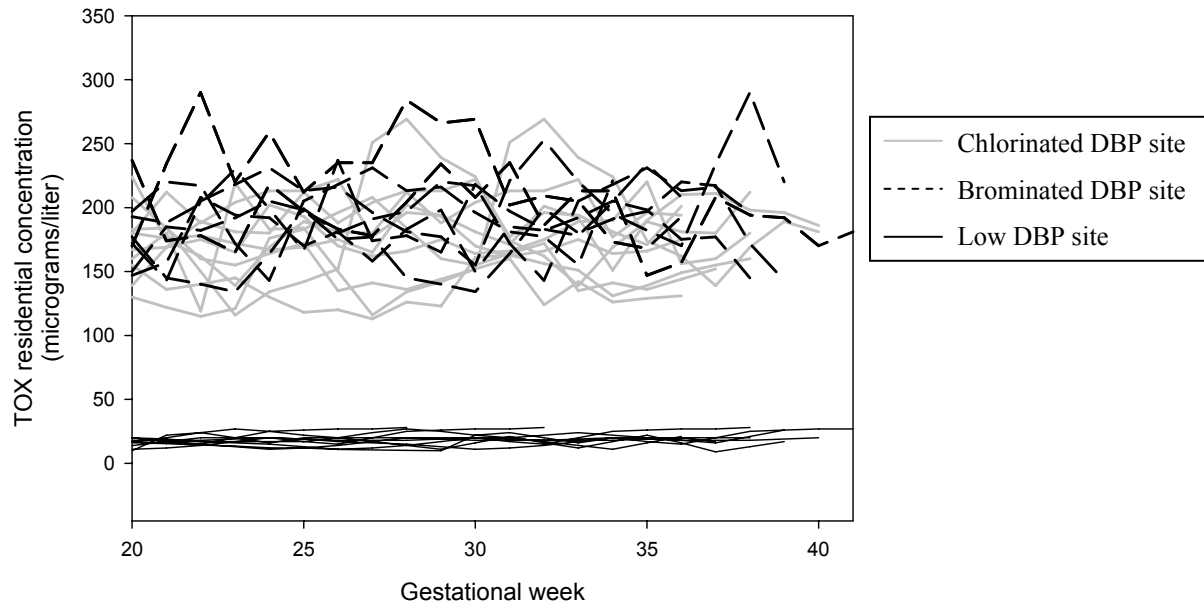 350
300
250
200
150
100
50
0
TOX residential concentration
(micrograms/liter)
20
25
30
35
40
Gestational week
Chlorinated DBP site
Brominated DBP site
Low DBP site